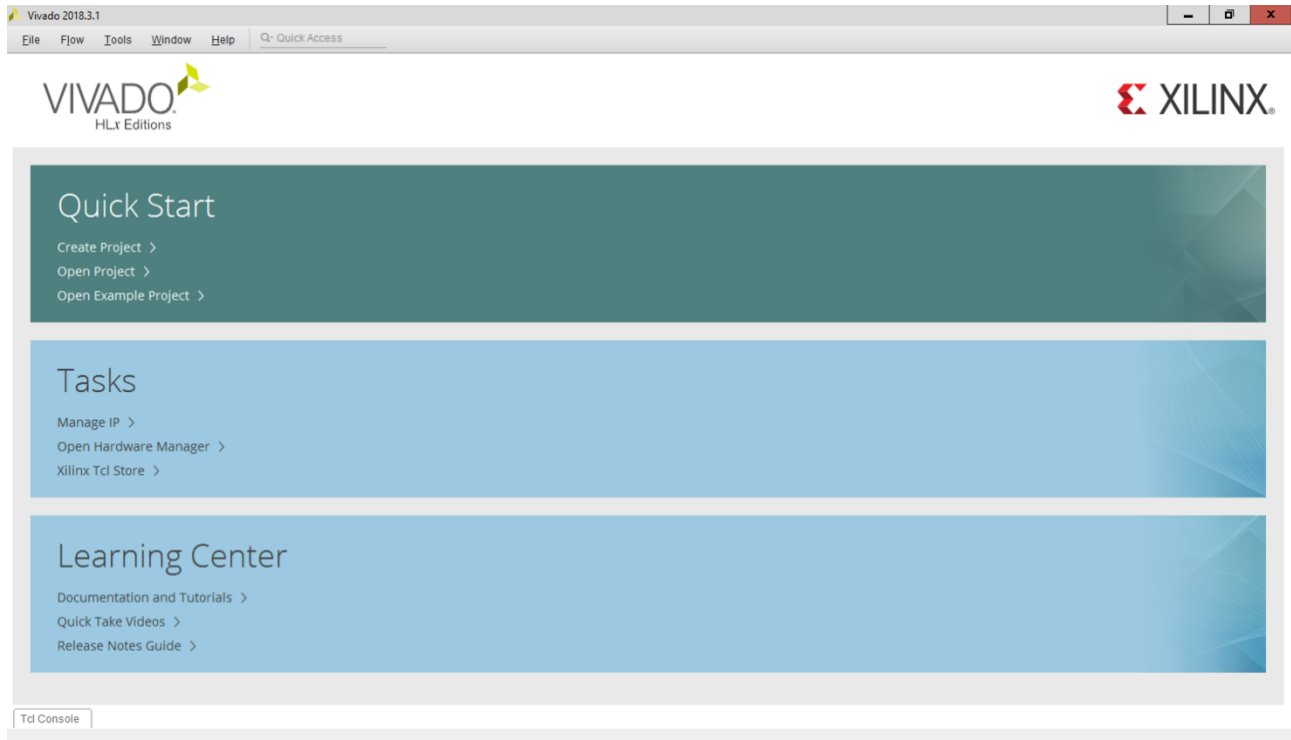 Vivado 2018.3.1
File Flow Tools Window Help Quick Access
VIVADO.
HLx Editions
XILINX®
Quick Start
Create Project >
Open Project >
Open Example Project >
Tasks
Manage IP >
Open Hardware Manager >
Xilinx Tcl Store >
Learning Center
Documentation and Tutorials >
Quick Take Videos >
Release Notes Guide >
Tcl Console